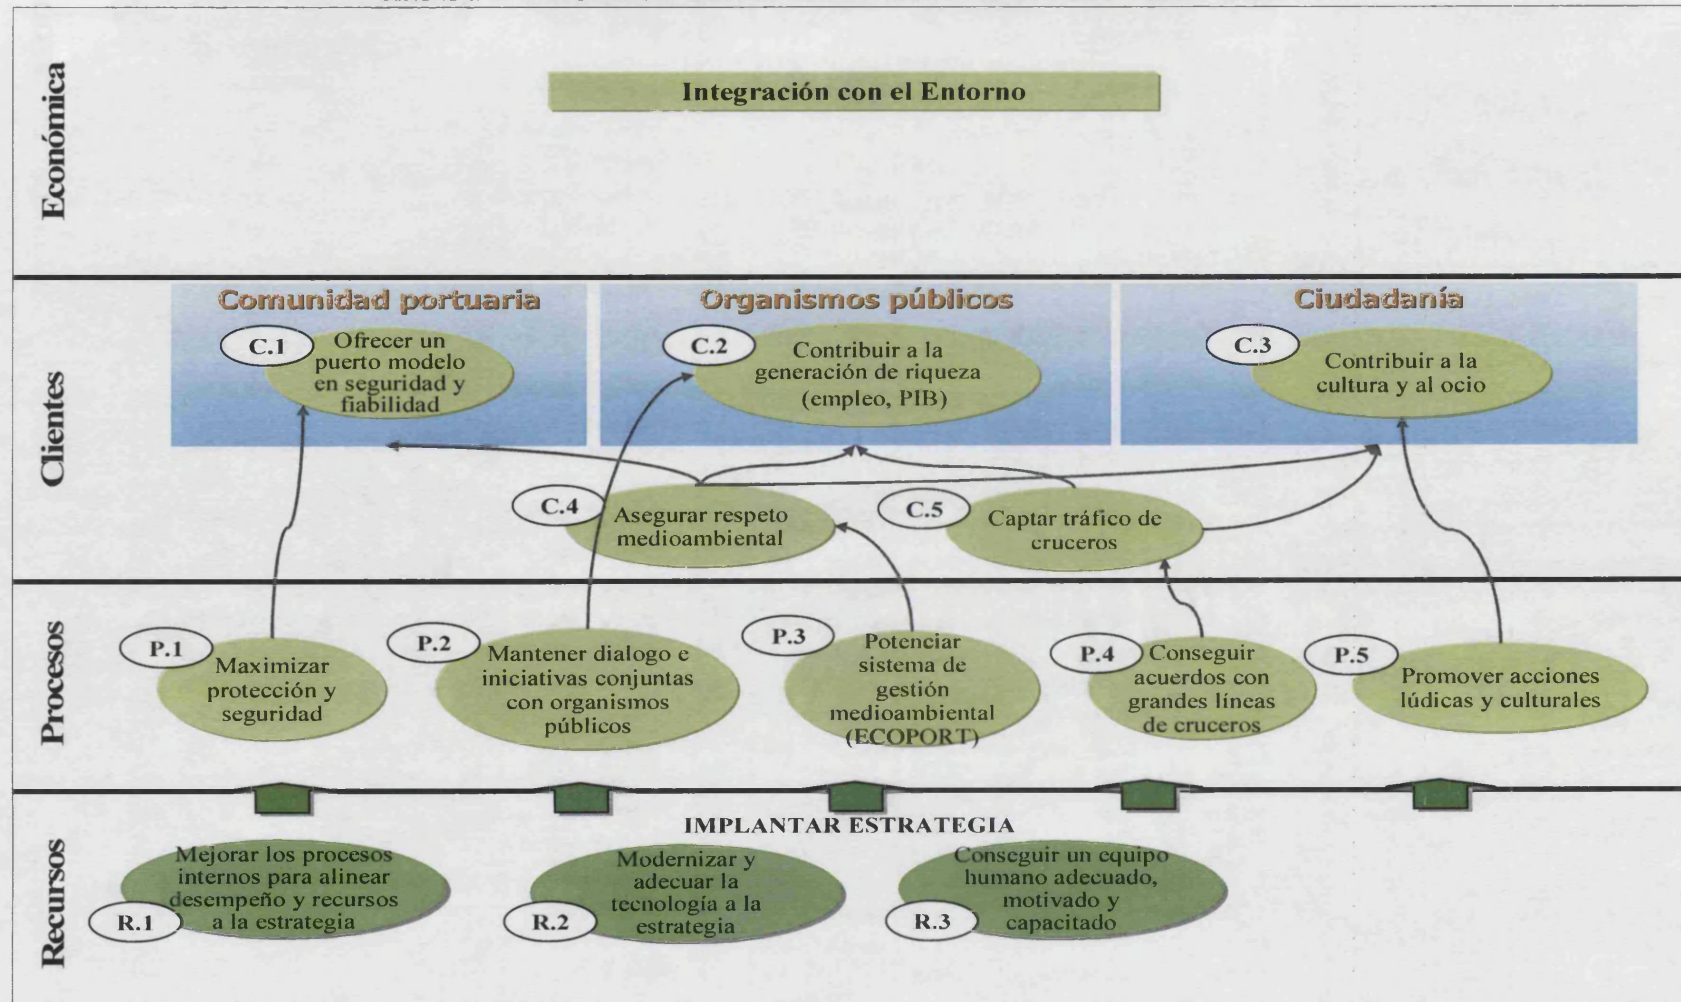 Económica
Integración con el Entorno
Clientes
Comunidad portuaria
Organismos públicos
Ciudadanía
C.1
Ofrecer un
puerto modelo
en seguridad y
fiabilidad
C.2
Contribuir a la
generación de riqueza
(empleo, PIB)
C.3
Contribuir a la
cultura y al ocio
C.4
Asegurar respeto
medioambiental
C.5
Captar tráfico de
cruceros
Procesos
P.1
Maximizar
protección y
seguridad
P.2
Mantener dialogo e
iniciativas conjuntas
con organismos
públicos
P.3
Potenciar
sistema de
gestión
medioambiental
(ECOPORT)
P.4
Conseguir
acuerdos con
grandes líneas
de cruceros
P.5
Promover acciones
lúdicas y culturales
Recursos
IMPLANTAR ESTRATEGIA
Mejorar los procesos
internos para alinear
desempeño y recursos
a la estrategia
R.1
Modernizar y
adecuar la
tecnología a la
estrategia
R.2
Conseguir un equipo
humano adecuado,
motivado y
capacitado
R.3